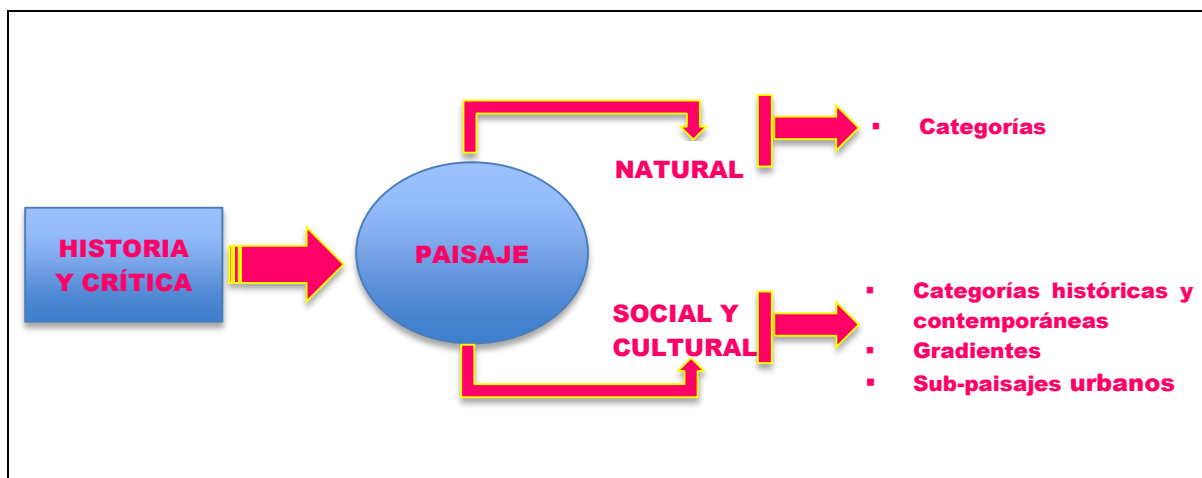 HISTORIA
Y CRÍTICA
PAISAJE
NATURAL
▪ Categorías
SOCIAL Y
CULTURAL
▪ Categorías históricas y
contemporáneas
▪ Gradientes
▪ Sub-paisajes urbanos